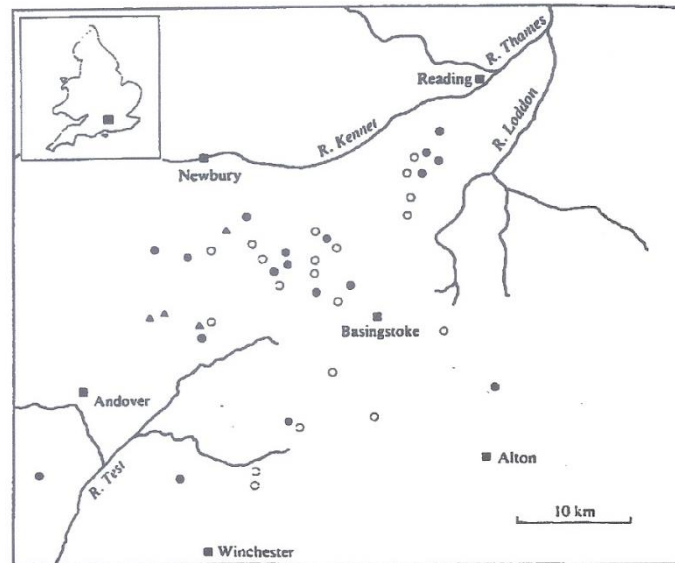 R. Thames
Reading
R. Kennet
R. Loddon
Newbury
Basingstoke
Andover
R. Test
Alton
10 km
Winchester